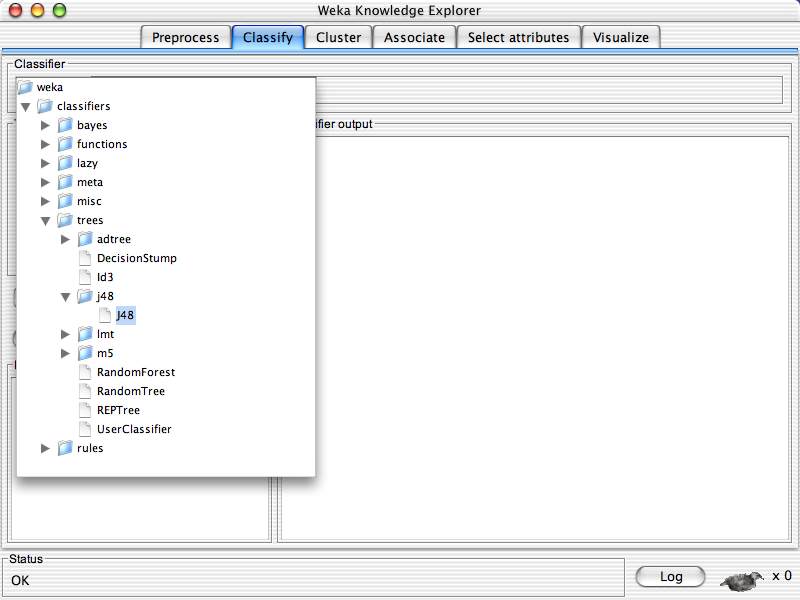 Weka Knowledge Explorer
Preprocess Classify Cluster Associate Select attributes Visualize
Classifier
weka
classifiers
bayes
functions
lazy
meta
misc
trees
adtree
DecisionStump
Id3
j48
J48
lmt
m5
RandomForest
RandomTree
REPTree
UserClassifier
rules
ifier output
Status
OK
Log
x 0